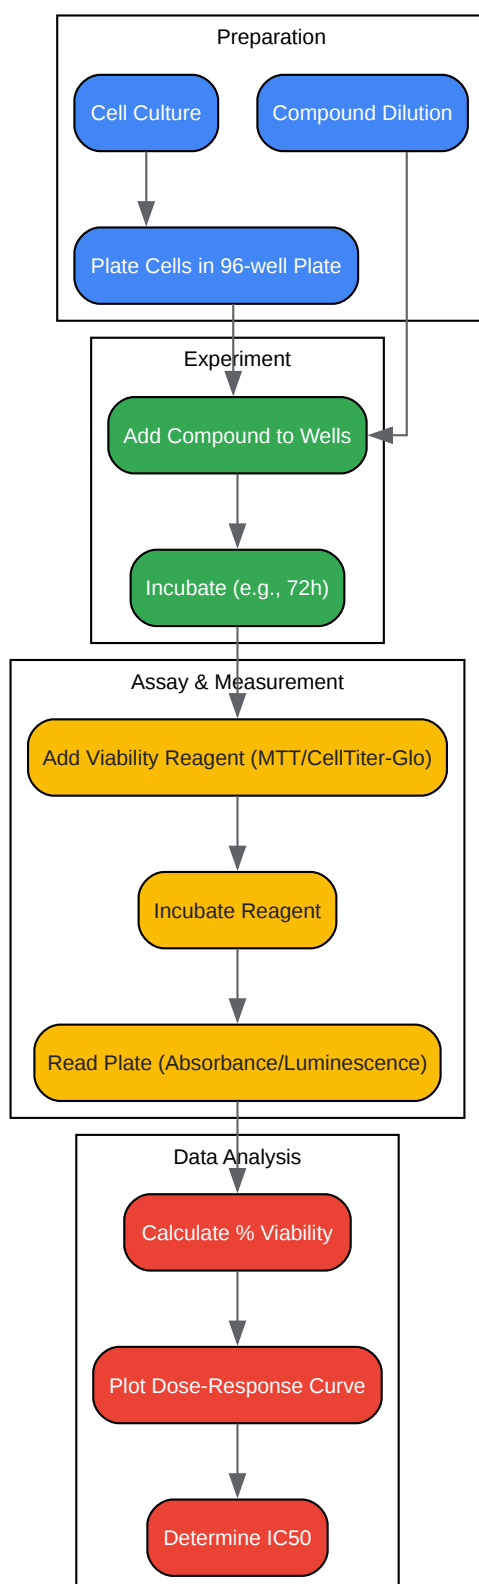 Preparation
Cell Culture
Compound Dilution
Plate Cells in 96-well Plate
Experiment
Add Compound to Wells
Incubate (e.g., 72h)
Assay & Measurement
Add Viability Reagent (MTT/CellTiter-Glo)
Incubate Reagent
Read Plate (Absorbance/Luminescence)
Data Analysis
Calculate % Viability
Plot Dose-Response Curve
Determine IC50